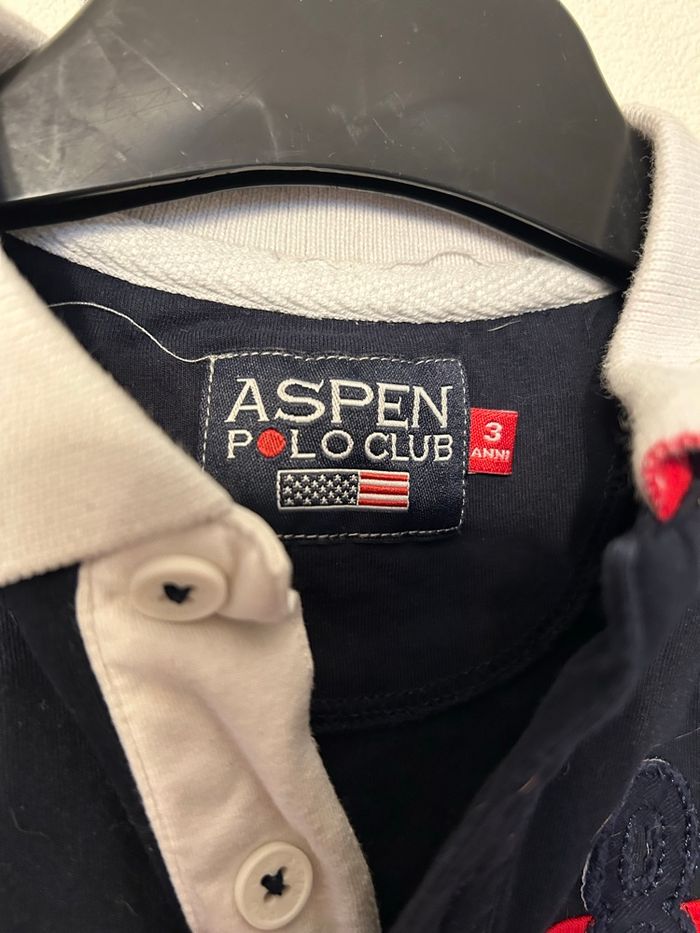 ASPEN
POLO CLUB
3
ANNI